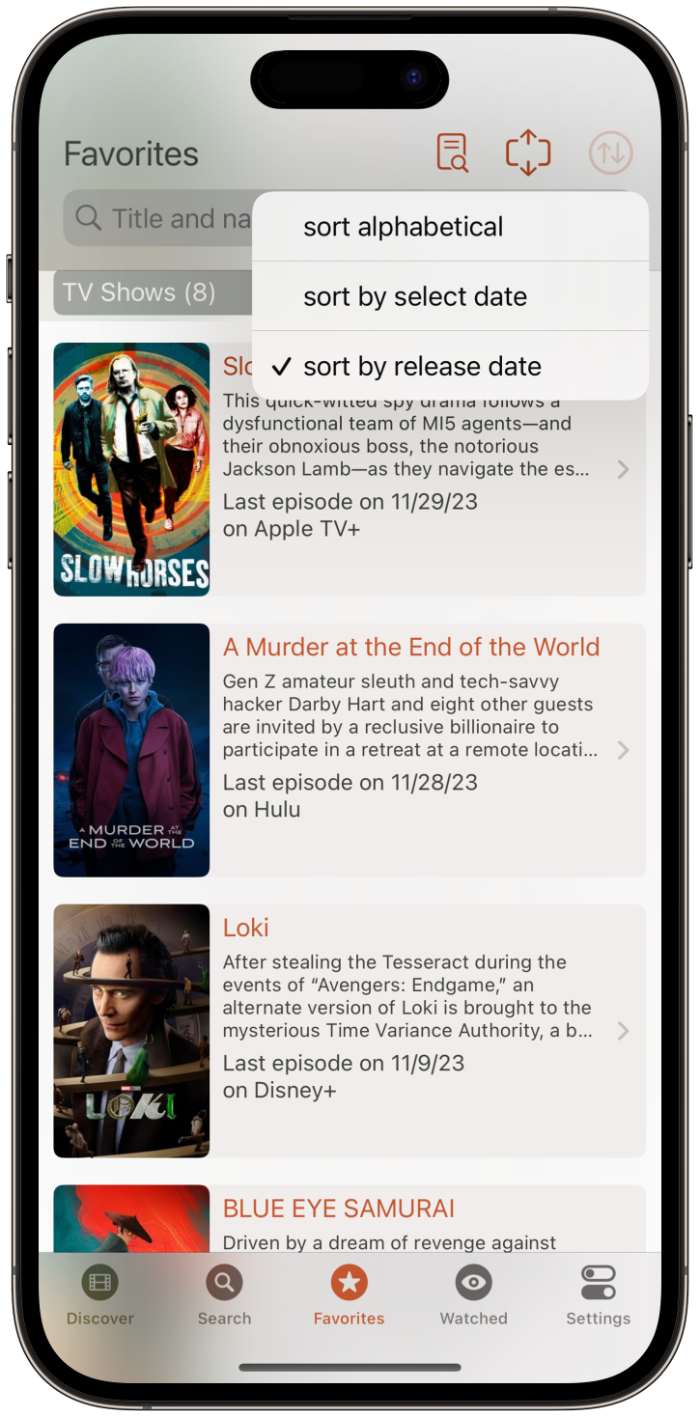 Favorites
Title and na
sort alphabetical
sort by select date
✓ sort by release date
TV Shows (8)
SLOW HORSES
Slo
This quick-witted spy drama follows a
dysfunctional team of MI5 agents—and
their obnoxious boss, the notorious
Jackson Lamb—as they navigate the es...
Last episode on 11/29/23
on Apple TV+
A MURDER AT THE
END OF THE WORLD
A Murder at the End of the World
Gen Z amateur sleuth and tech-savvy
hacker Darby Hart and eight other guests
are invited by a reclusive billionaire to
participate in a retreat at a remote locati...
Last episode on 11/28/23
on Hulu
LOKI
Loki
After stealing the Tesseract during the
events of “Avengers: Endgame,” an
alternate version of Loki is brought to the
mysterious Time Variance Authority, a b...
Last episode on 11/9/23
on Disney+
BLUE EYE SAMURAI
Driven by a dream of revenge against
Discover
Search
Favorites
Watched
Settings